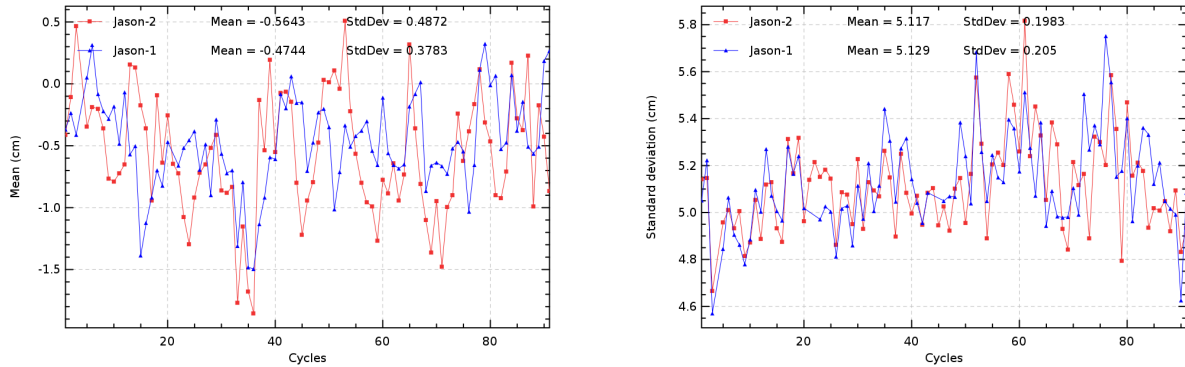 Jason-2 Mean = -0.5643 StdDev = 0.4872
Jason-1 Mean = -0.4744 StdDev = 0.3783
0.5
0.0
-0.5
-1.0
-1.5
Mean (cm)
20 40 60 80
Cycles
Jason-2 Mean = 5.117 StdDev = 0.1983
Jason-1 Mean = 5.129 StdDev = 0.205
5.8
5.6
5.4
5.2
5.0
4.8
4.6
Standard deviation (cm)
20 40 60 80
Cycles